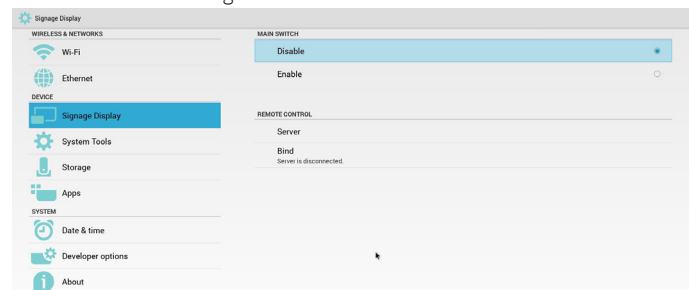 Signage Display
WIRELESS & NETWORKS
Wi-Fi
Ethernet
DEVICE
Signage Display
System Tools
Storage
Apps
SYSTEM
Date & time
Developer options
About
MAIN SWITCH
Disable
Enable
REMOTE CONTROL
Server
Bind
Server is disconnected.